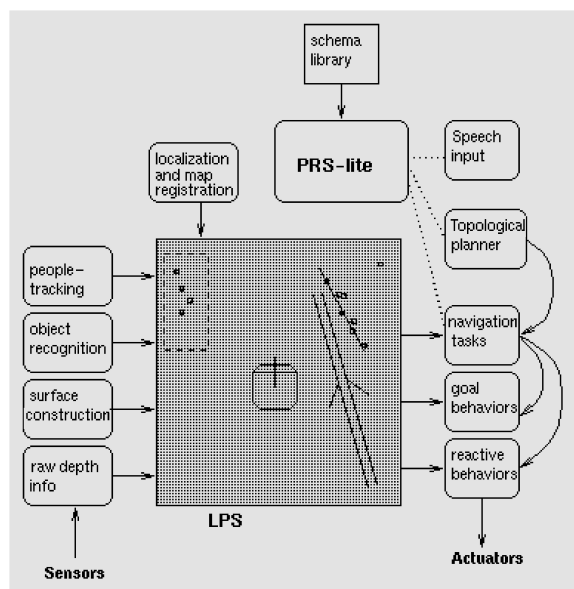 schema
library
PRS-lite
Speech
input
localization
and map
registration
Topological
planner
people-
tracking
object
recognition
surface
construction
raw depth
info
navigation
tasks
goal
behaviors
reactive
behaviors
LPS
Sensors
Actuators